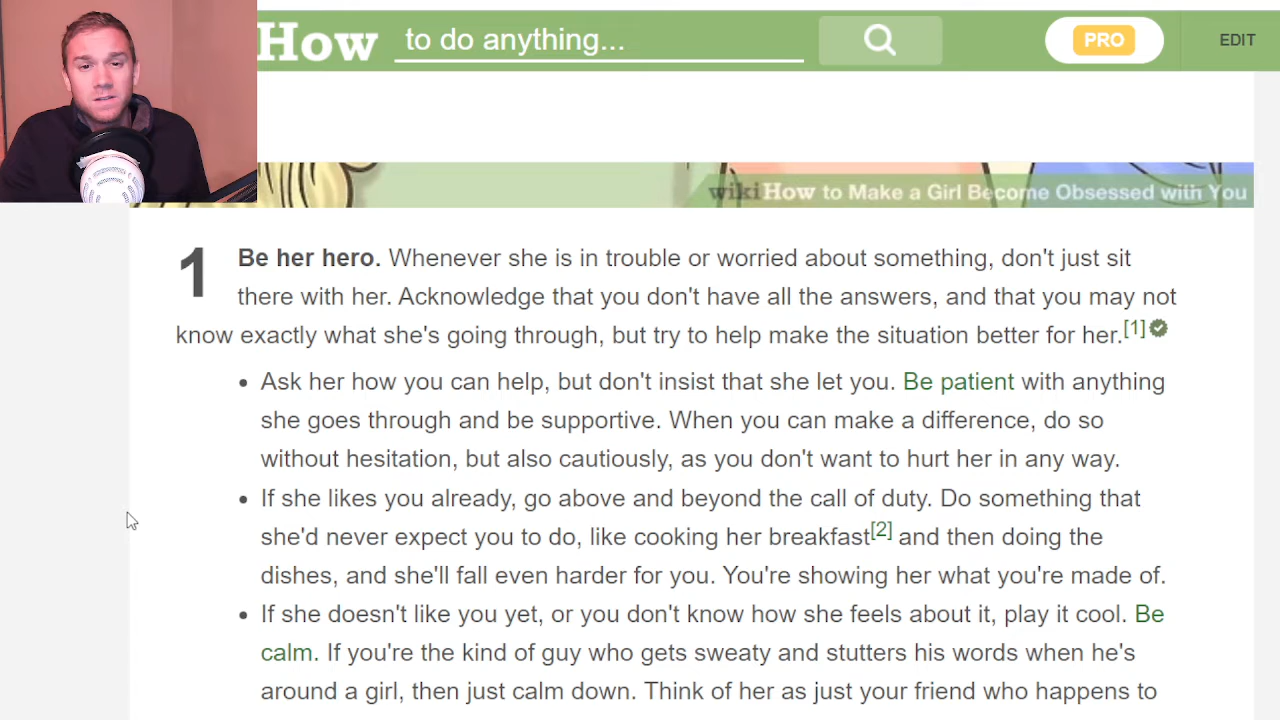 How to do anything... PRO EDIT
wikiHow to Make a Girl Become Obsessed with You
1 Be her hero. Whenever she is in trouble or worried about something, don't just sit
there with her. Acknowledge that you don't have all the answers, and that you may not
know exactly what she's going through, but try to help make the situation better for her.[1]
• Ask her how you can help, but don't insist that she let you. Be patient with anything
she goes through and be supportive. When you can make a difference, do so
without hesitation, but also cautiously, as you don't want to hurt her in any way.
• If she likes you already, go above and beyond the call of duty. Do something that
she'd never expect you to do, like cooking her breakfast[2] and then doing the
dishes, and she'll fall even harder for you. You're showing her what you're made of.
• If she doesn't like you yet, or you don't know how she feels about it, play it cool. Be
calm. If you're the kind of guy who gets sweaty and stutters his words when he's
around a girl, then just calm down. Think of her as just your friend who happens to